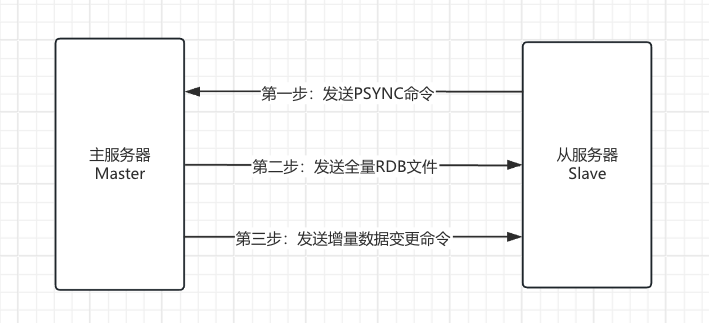 第一步：发送PSYNC命令
主服务器
Master
从服务器
Slave
第二步：发送全量RDB文件
第三步：发送增量数据变更命令